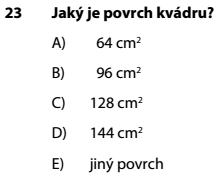 23 Jaký je povrch kvádru?
A) 64 cm²
B) 96 cm²
C) 128 cm²
D) 144 cm²
E) jiný povrch